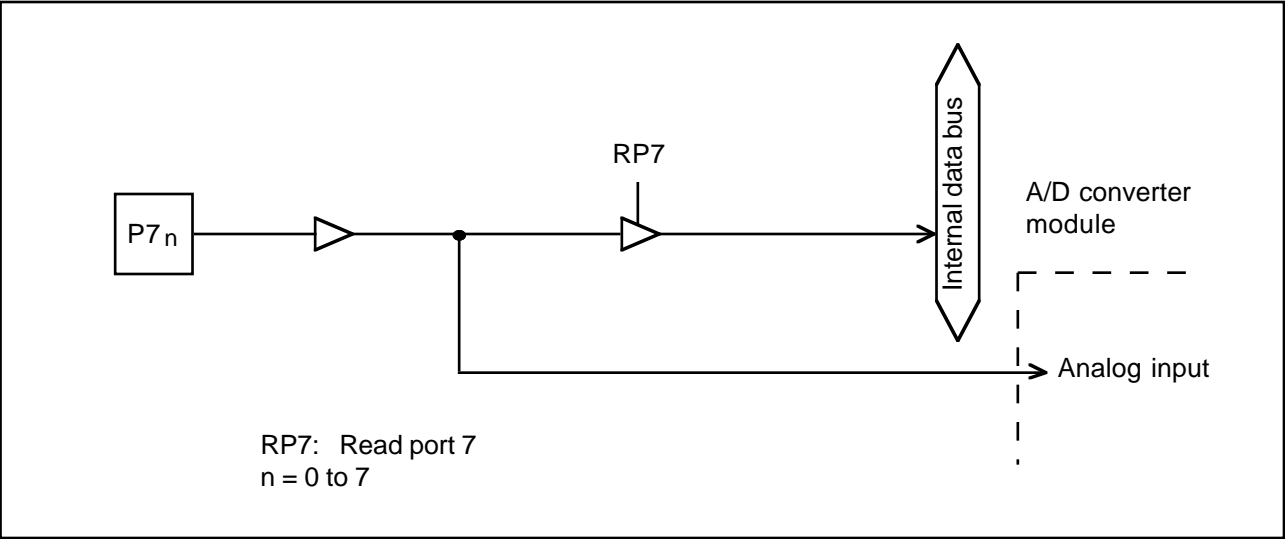 RP7
Internal data bus
A/D converter
module
P7n
Analog input
RP7: Read port 7
n = 0 to 7